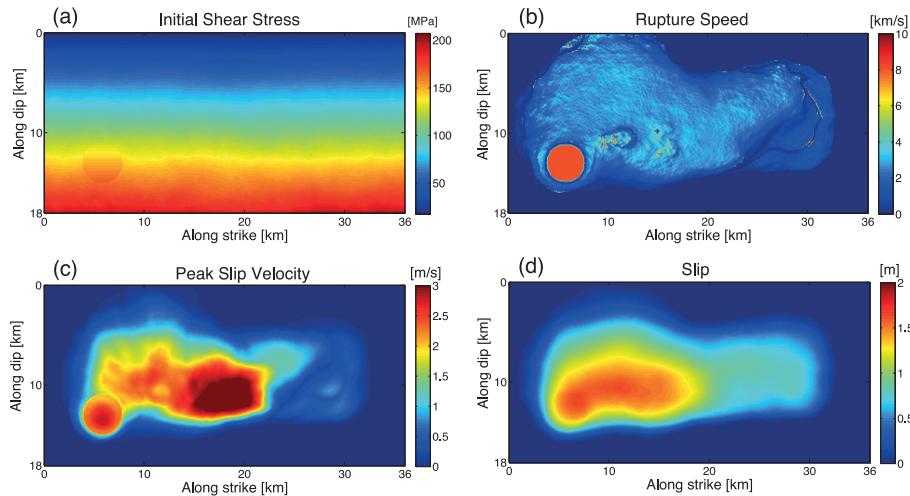 (a) Initial Shear Stress [MPa]
0
10
18
Along dip [km]
0 10 20 30 36
Along strike [km]
200
150
100
50
(b) Rupture Speed [km/s]
0
10
18
Along dip [km]
0 10 20 30 36
Along strike [km]
10
8
6
4
2
0
(c) Peak Slip Velocity [m/s]
0
10
18
Along dip [km]
0 10 20 30 36
Along strike [km]
3
2.5
2
1.5
1
0.5
0
(d) Slip [m]
0
10
18
Along dip [km]
0 10 20 30 36
Along strike [km]
2
1.5
1
0.5
0